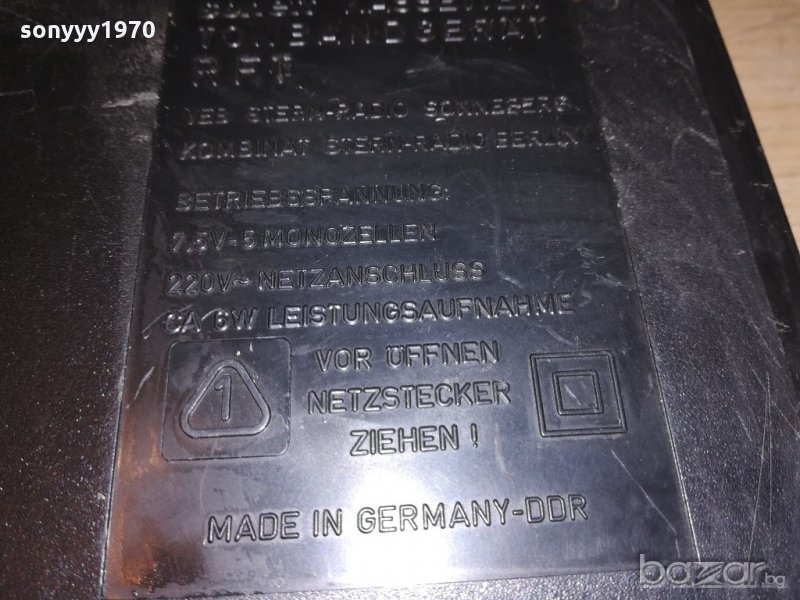 sonyyy1970
KASSETTEN
TONBANDGERÄT
RFT
VEB STERN-RADIO SONNEBERG
KOMBINAT STERN-RADIO BERLIN
BETRIEBSSPANNUNG:
7,5V-5 MONOZELLEN
220V~NETZANSCHLUSS
CA 6W LEISTUNGSAUFNAHME
1
VOR ÖFFNEN
NETZSTECKER
ZIEHEN!
MADE IN GERMANY-DDR
bazar.bg